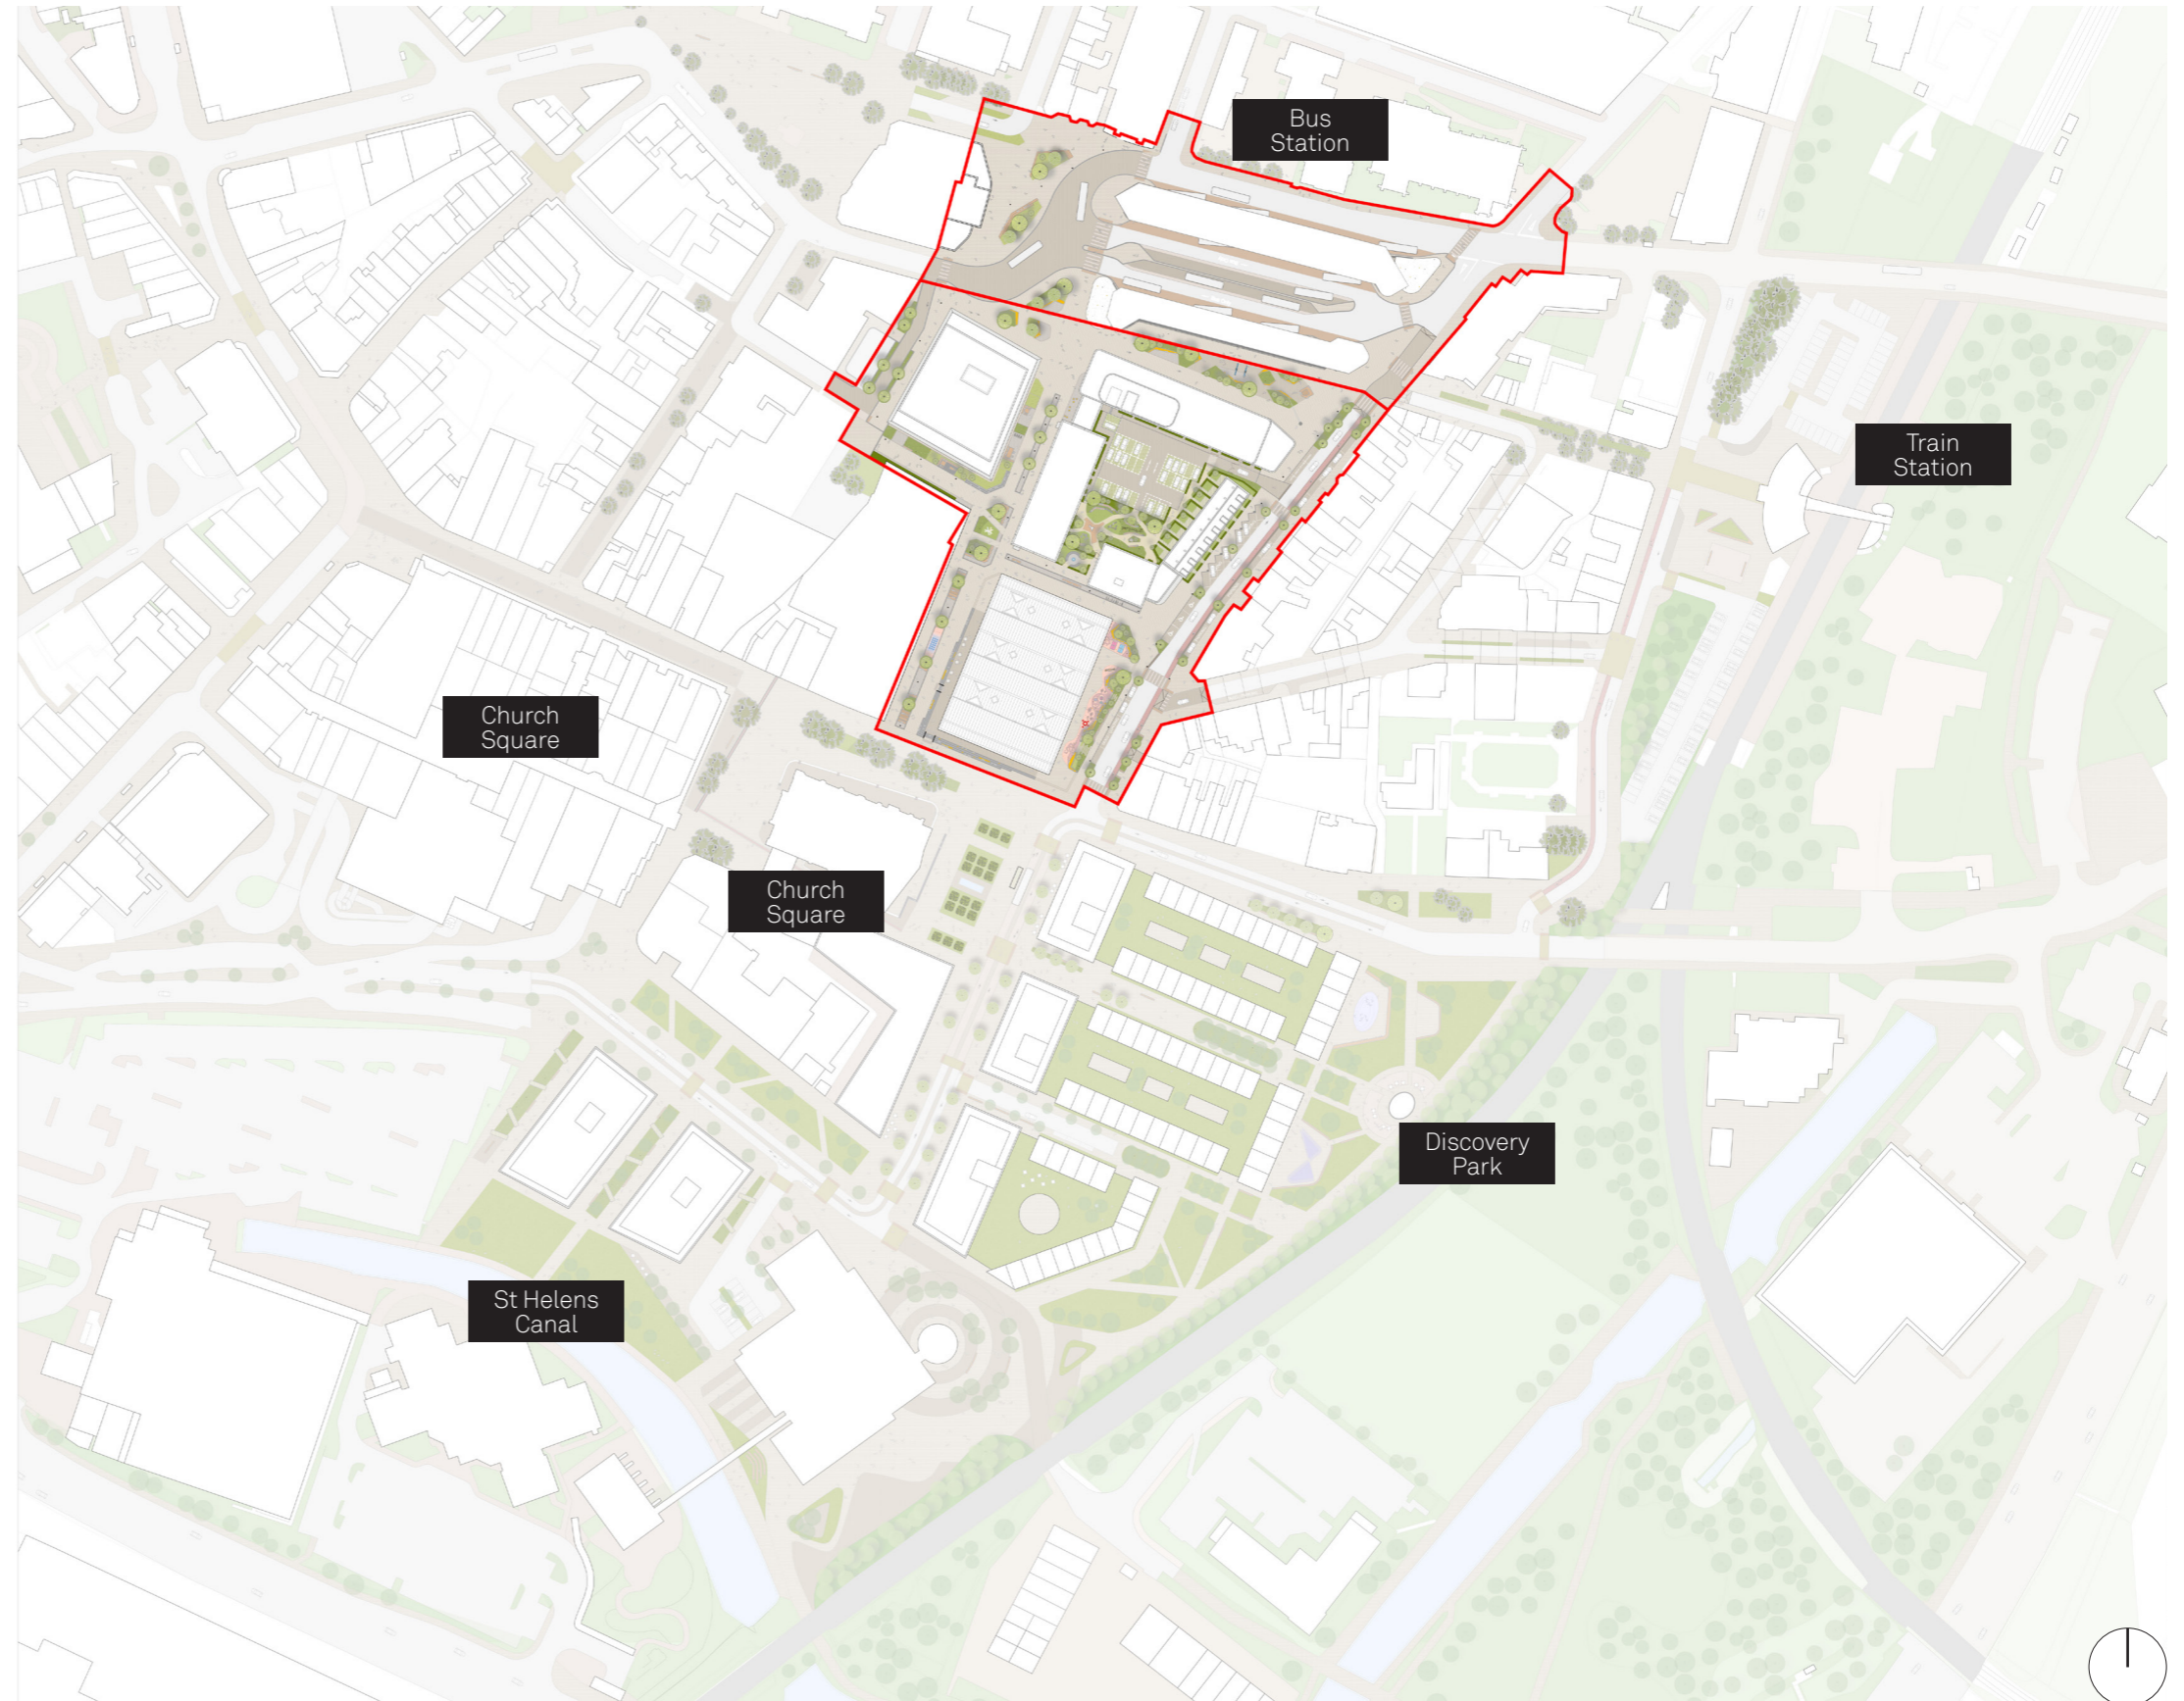 Bus
Station
Train
Station
Church
Square
Church
Square
Discovery
Park
St Helens
Canal